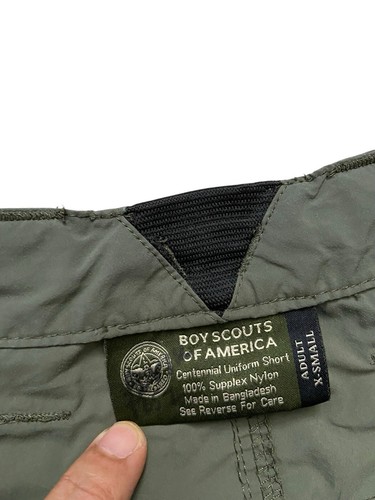 BOY SCOUTS
OF AMERICA
Centennial Uniform Short
100% Supplex Nylon
Made in Bangladesh
See Reverse For Care
ADULT
X-SMALL